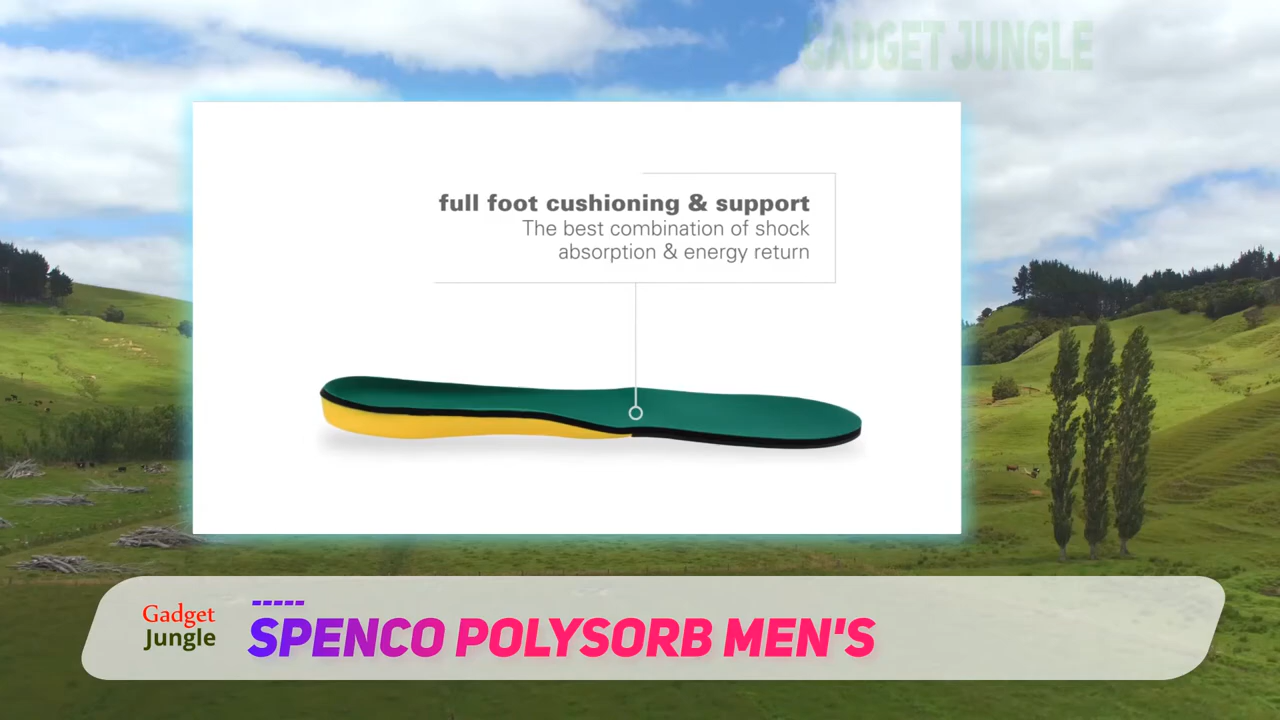 GADGET JUNGLE
full foot cushioning & support
The best combination of shock
absorption & energy return
Gadget
Jungle
SPENCO POLYSORB MEN'S